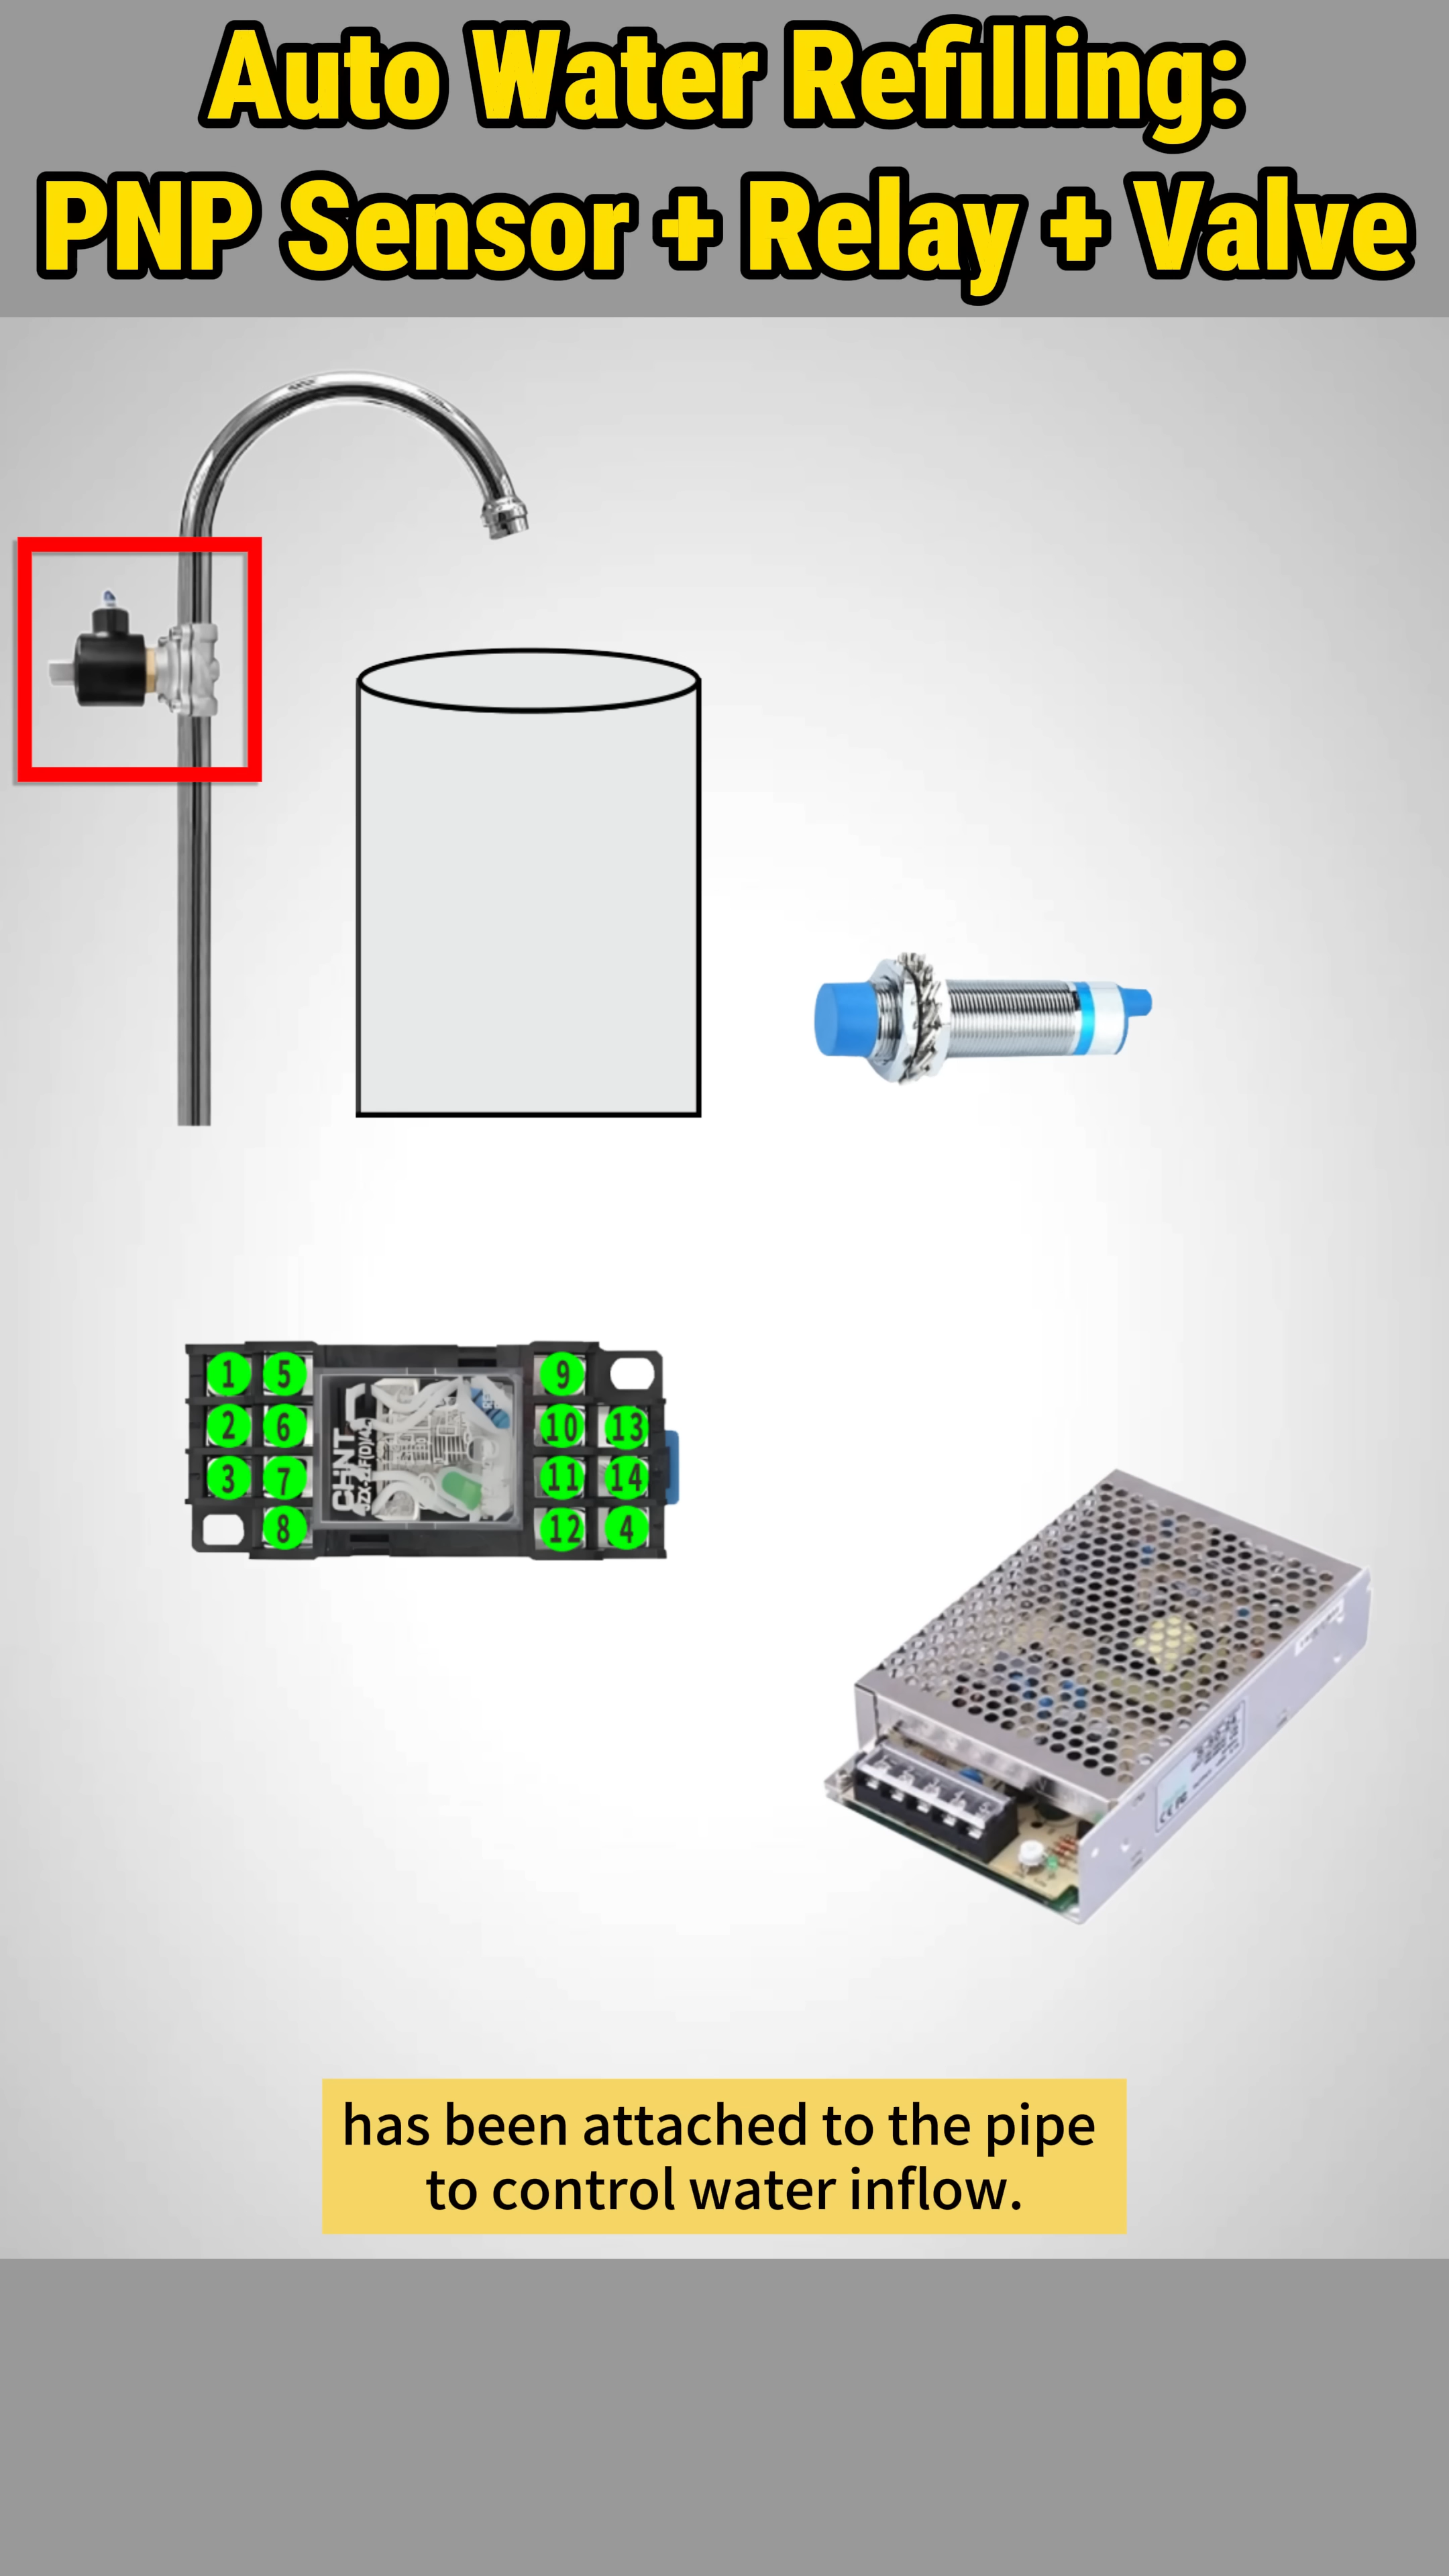 Auto Water Refilling:
PNP Sensor + Relay + Valve
1 5 9
2 6 10 13
3 7 11 14
8 12 4
CHNT
has been attached to the pipe
to control water inflow.